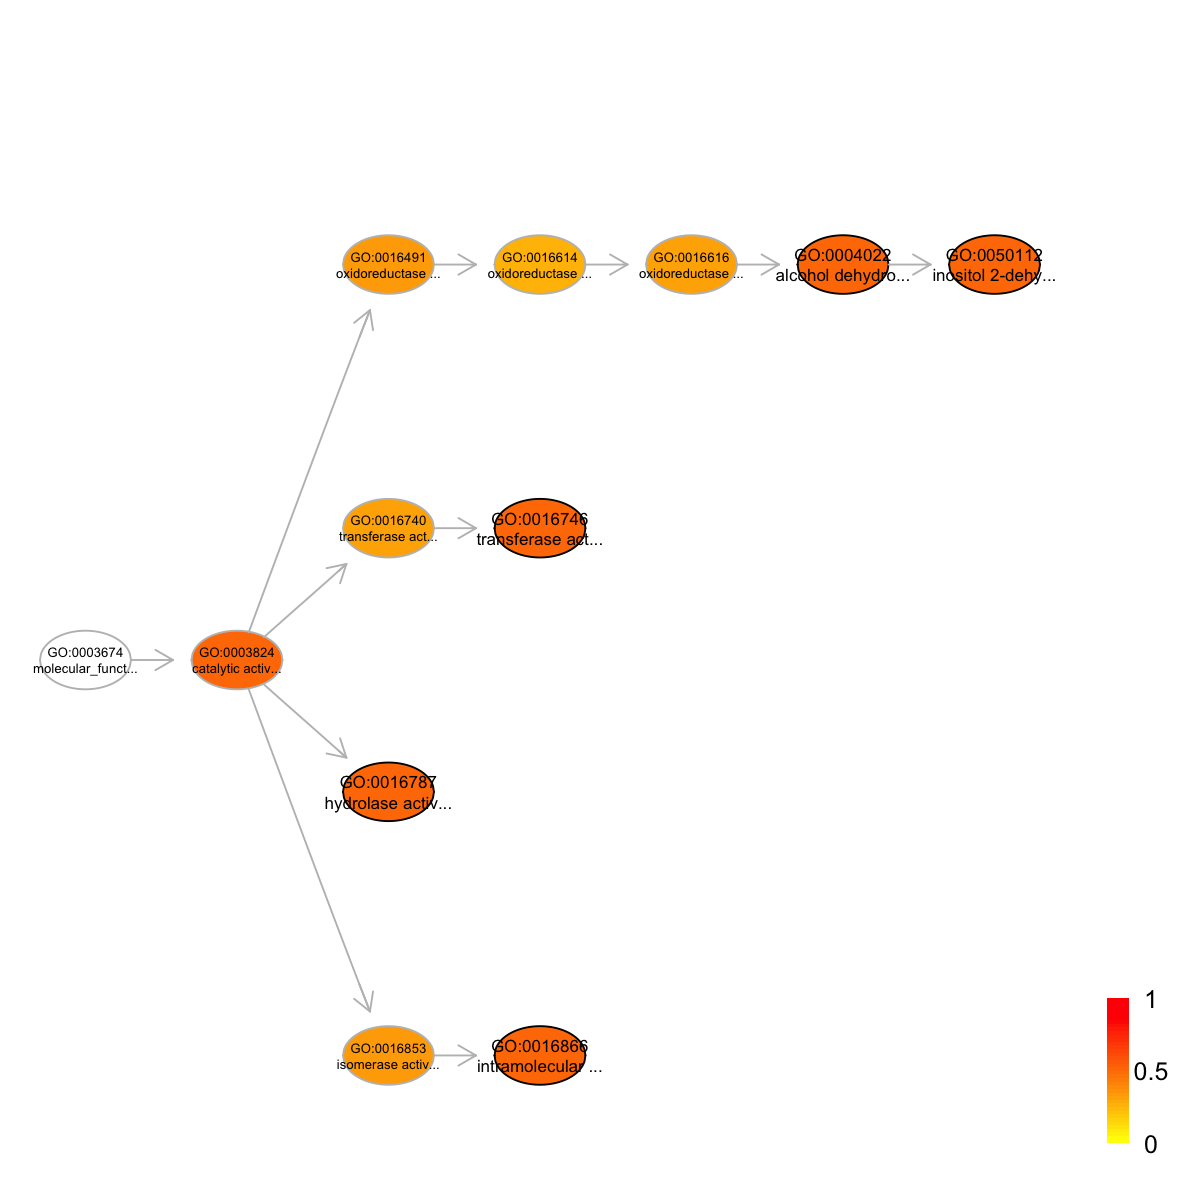 GO:0016491
oxidoreductase ...
GO:0016614
oxidoreductase ...
GO:0016616
oxidoreductase ...
GO:0004022
alcohol dehydro...
GO:0050112
inositol 2-dehy...
GO:0016740
transferase act...
GO:0016746
transferase act...
GO:0003674
molecular_funct...
GO:0003824
catalytic activ...
GO:0016787
hydrolase activ...
GO:0016853
isomerase activ...
GO:0016866
intramolecular ...
1
0.5
0